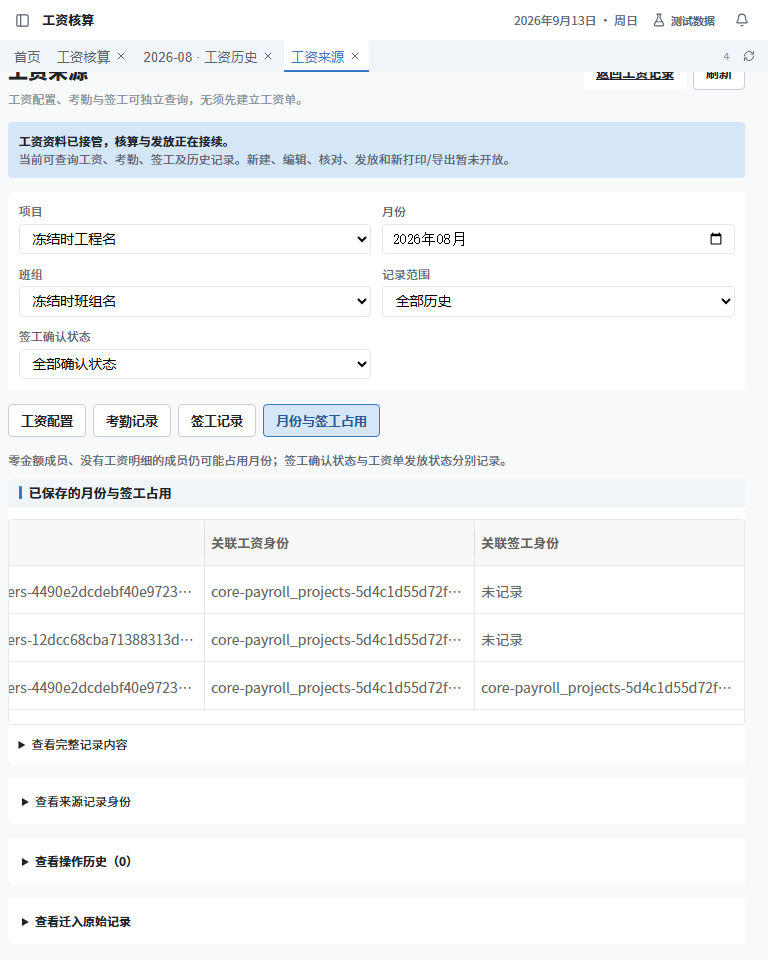 工资核算
2026年9月13日 • 周日 测试数据
首页 工资核算 × 2026-08 · 工资历史 × 工资来源 × 4
工资来源 返回工资记录 刷新
工资配置、考勤与签工可独立查询，无须先建立工资单。
工资资料已接管，核算与发放正在接续。
当前可查询工资、考勤、签工及历史记录。新建、编辑、核对、发放和新打印/导出暂未开放。
项目 月份
冻结时工程名 2026年08月
班组 记录范围
冻结时班组名 全部历史
签工确认状态
全部确认状态
工资配置 考勤记录 签工记录 月份与签工占用
零金额成员、没有工资明细的成员仍可能占用月份；签工确认状态与工资单发放状态分别记录。
已保存的月份与签工占用
关联工资身份 关联签工身份
ers-4490e2dcdebf40e9723… core-payroll_projects-5d4c1d55d72f… 未记录
ers-12dcc68cba71388313d… core-payroll_projects-5d4c1d55d72f… 未记录
ers-4490e2dcdebf40e9723… core-payroll_projects-5d4c1d55d72f… core-payroll_projects-5d4c1d55d72f…
▶ 查看完整记录内容
▶ 查看来源记录身份
▶ 查看操作历史（0）
▶ 查看迁入原始记录